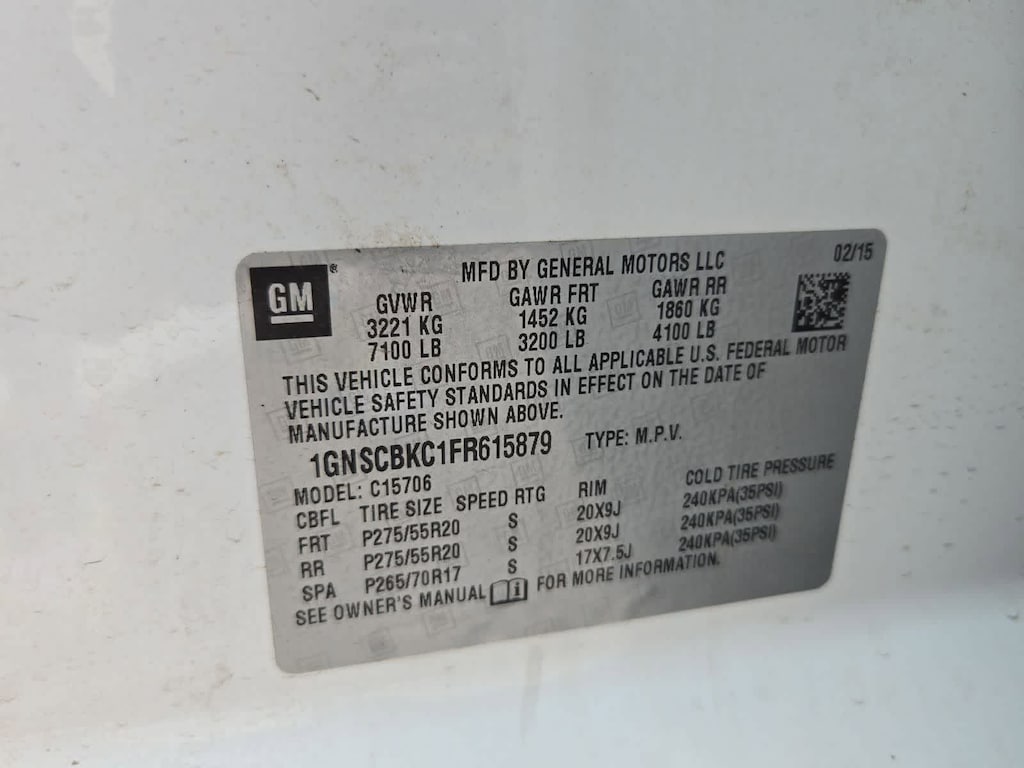 GM
®
MFD BY GENERAL MOTORS LLC
02/15
GVWR GAWR FRT GAWR RR
3221 KG 1452 KG 1860 KG
7100 LB 3200 LB 4100 LB
THIS VEHICLE CONFORMS TO ALL APPLICABLE U.S. FEDERAL MOTOR
VEHICLE SAFETY STANDARDS IN EFFECT ON THE DATE OF
MANUFACTURE SHOWN ABOVE.
1GNSCBKC1FR615879 TYPE: M.P.V.
MODEL: C15706
CBFL TIRE SIZE SPEED RTG RIM COLD TIRE PRESSURE
FRT P275/55R20 S 20X9J 240KPA(35PSI)
RR P275/55R20 S 20X9J 240KPA(35PSI)
SPA P265/70R17 S 17X7.5J 240KPA(35PSI)
SEE OWNER'S MANUAL FOR MORE INFORMATION.